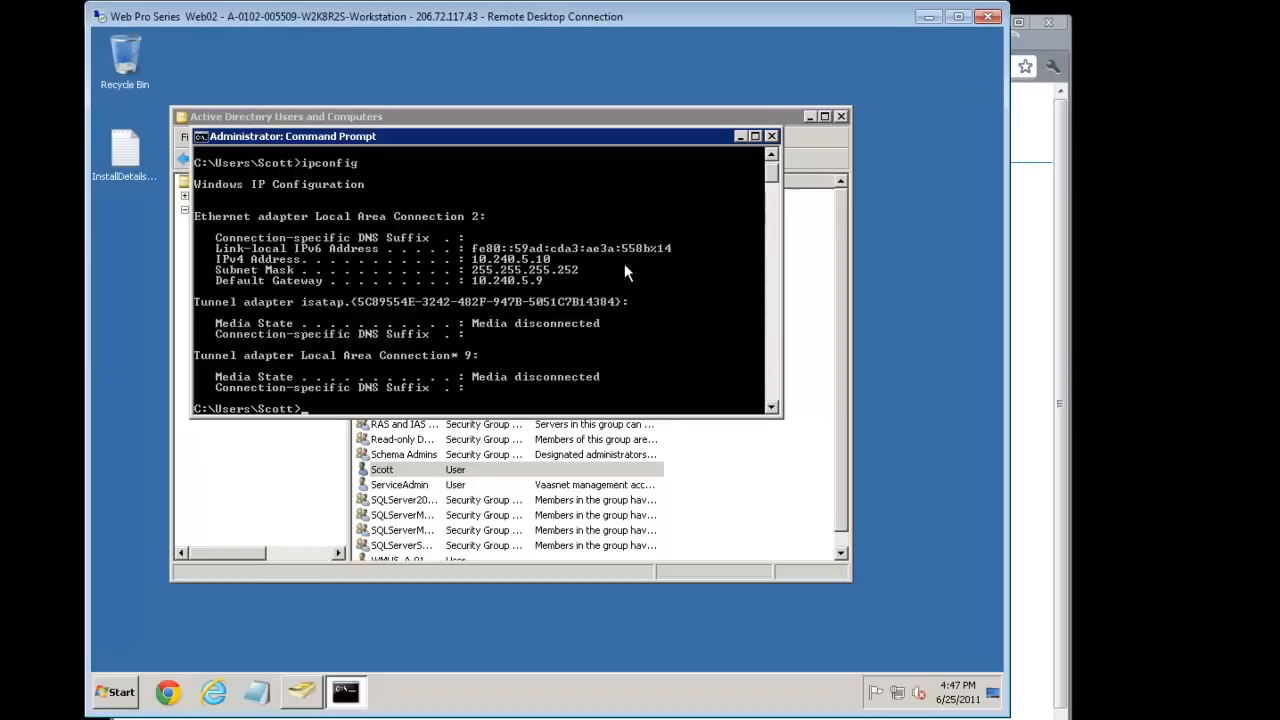 Web Pro Series Web02 - A-0102-005509-W2K8R2S-Workstation - 206.72.117.43 - Remote Desktop Connection
Recycle Bin
InstallDetails...
Active Directory Users and Computers
Fi
Administrator: Command Prompt
C:\Users\Scott>ipconfig
Windows IP Configuration
Ethernet adapter Local Area Connection 2:
Connection-specific DNS Suffix . :
Link-local IPv6 Address . . . . . : fe80::59ad:cda3:ae3a:558b%14
IPv4 Address. . . . . . . . . . . : 10.240.5.10
Subnet Mask . . . . . . . . . . . : 255.255.255.252
Default Gateway . . . . . . . . . : 10.240.5.9
Tunnel adapter isatap.{5C89554E-3242-482F-947B-5051C7B14384}:
Media State . . . . . . . . . . . : Media disconnected
Connection-specific DNS Suffix . :
Tunnel adapter Local Area Connection* 9:
Media State . . . . . . . . . . . : Media disconnected
Connection-specific DNS Suffix . :
C:\Users\Scott>_
RAS and IAS ... Security Group ... Servers in this group can ...
Read-only D... Security Group ... Members of this group are...
Schema Admins Security Group ... Designated administrators...
Scott User
ServiceAdmin User Vaasnet management acc...
SQLServer20... Security Group ... Members in the group hav...
SQLServerM... Security Group ... Members in the group hav...
SQLServerM... Security Group ... Members in the group hav...
SQLServerS... Security Group ... Members in the group hav...
WMUS_A-01... User
Start
4:47 PM
6/25/2011